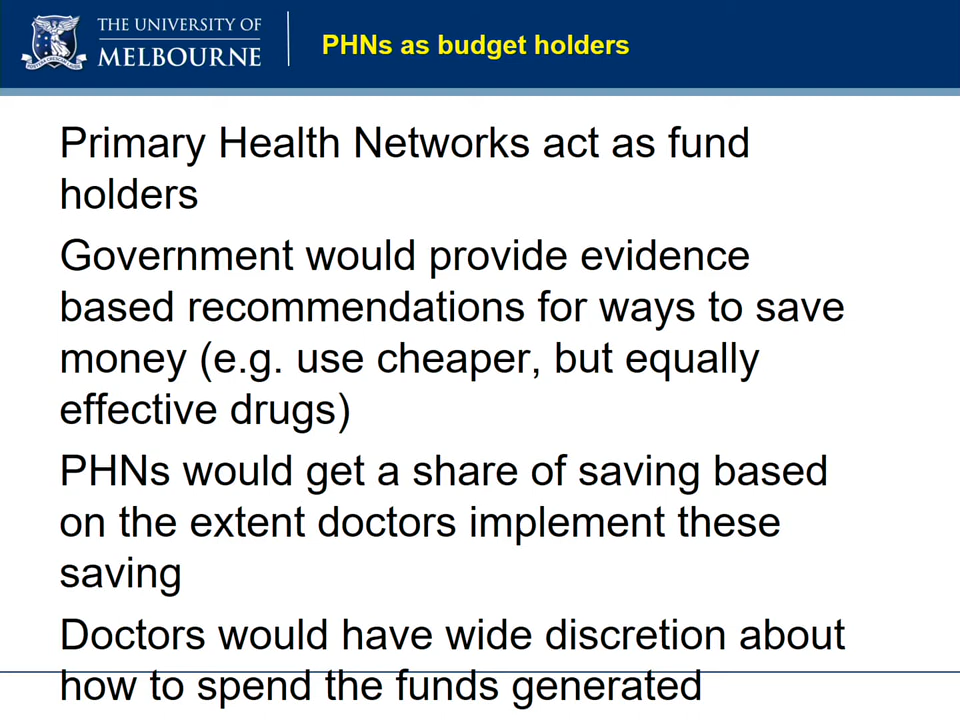 THE UNIVERSITY OF
MELBOURNE
PHNs as budget holders
Primary Health Networks act as fund
holders
Government would provide evidence
based recommendations for ways to save
money (e.g. use cheaper, but equally
effective drugs)
PHNs would get a share of saving based
on the extent doctors implement these
saving
Doctors would have wide discretion about
how to spend the funds generated